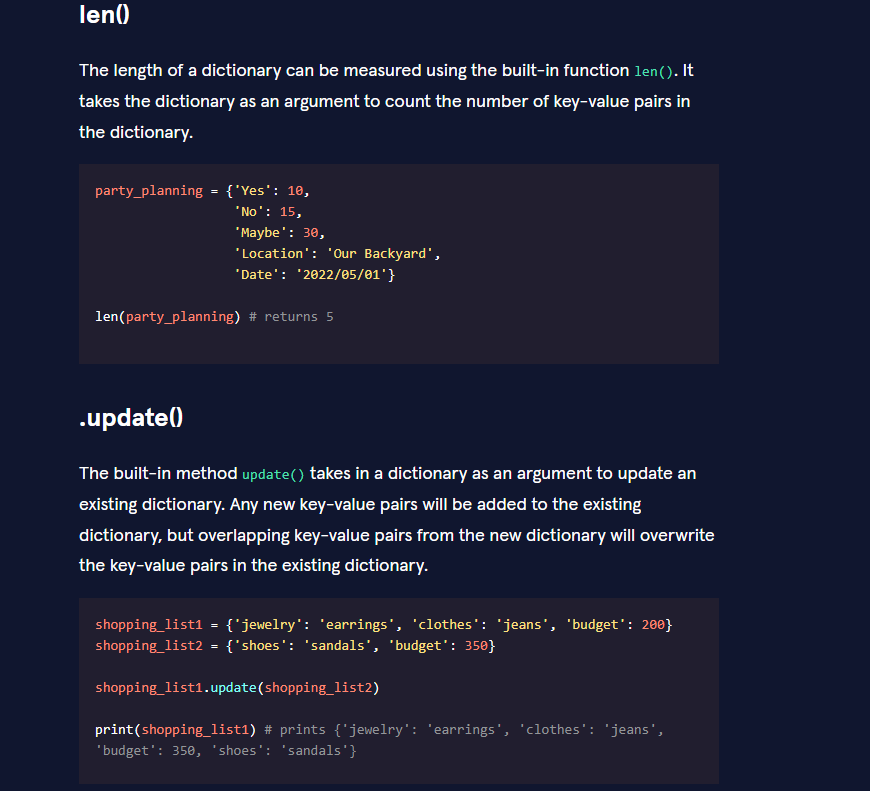 len()
The length of a dictionary can be measured using the built-in function len(). It
takes the dictionary as an argument to count the number of key-value pairs in
the dictionary.
party_planning = {'Yes': 10,
                  'No': 15,
                  'Maybe': 30,
                  'Location': 'Our Backyard',
                  'Date': '2022/05/01'}
len(party_planning) # returns 5
.update()
The built-in method update() takes in a dictionary as an argument to update an
existing dictionary. Any new key-value pairs will be added to the existing
dictionary, but overlapping key-value pairs from the new dictionary will overwrite
the key-value pairs in the existing dictionary.
shopping_list1 = {'jewelry': 'earrings', 'clothes': 'jeans', 'budget': 200}
shopping_list2 = {'shoes': 'sandals', 'budget': 350}
shopping_list1.update(shopping_list2)
print(shopping_list1) # prints {'jewelry': 'earrings', 'clothes': 'jeans',
'budget': 350, 'shoes': 'sandals'}